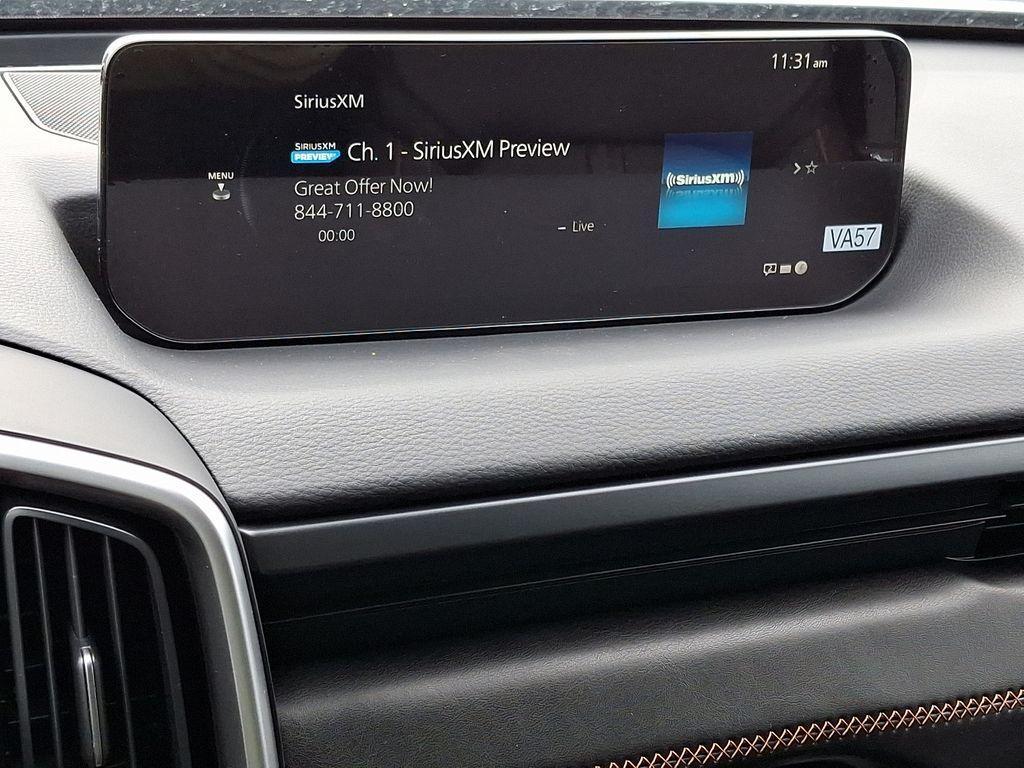 11:31 am
SiriusXM
SIRIUSXM
PREVIEW
Ch. 1 - SiriusXM Preview
MENU
Great Offer Now!
844-711-8800
00:00
– Live
((SiriusXM))
VA57